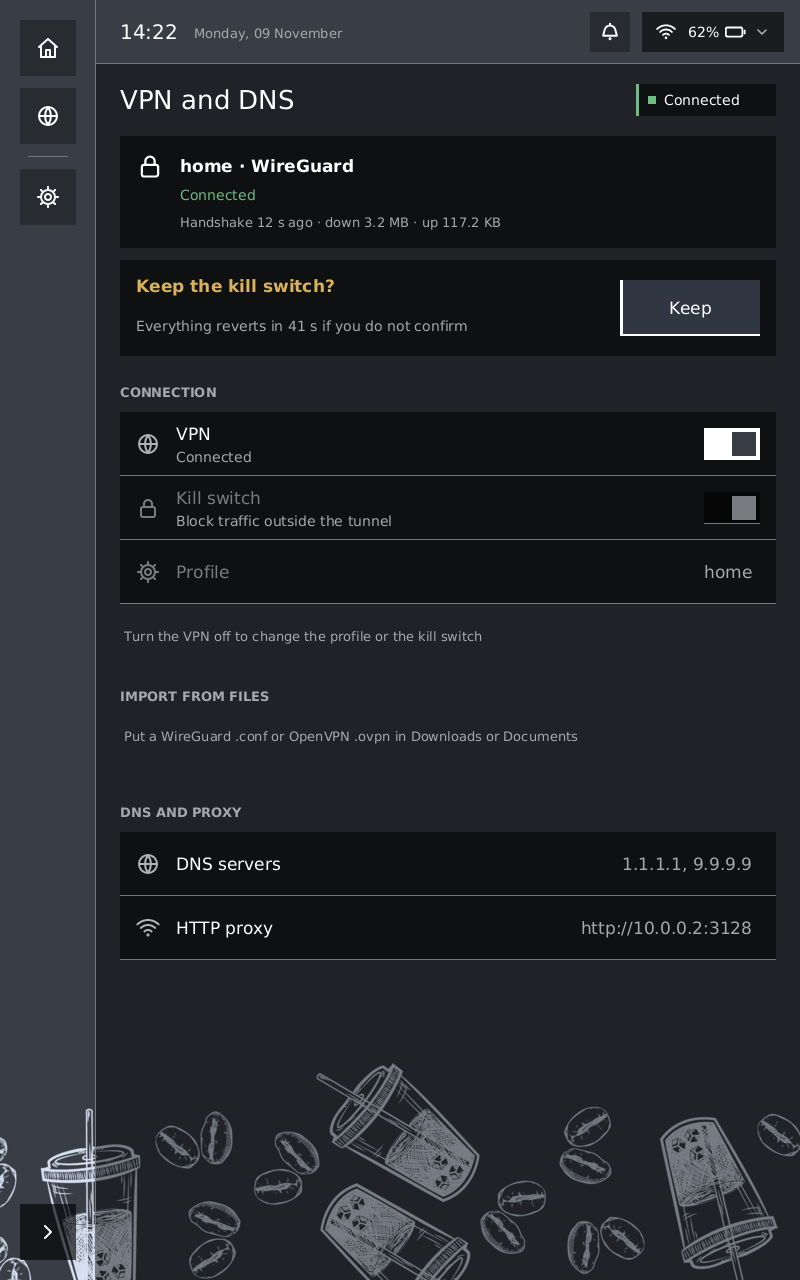 14:22 Monday, 09 November 62%
VPN and DNS Connected
home · WireGuard
Connected
Handshake 12 s ago · down 3.2 MB · up 117.2 KB
Keep the kill switch?
Everything reverts in 41 s if you do not confirm
Keep
CONNECTION
VPN
Connected
Kill switch
Block traffic outside the tunnel
Profile home
Turn the VPN off to change the profile or the kill switch
IMPORT FROM FILES
Put a WireGuard .conf or OpenVPN .ovpn in Downloads or Documents
DNS AND PROXY
DNS servers 1.1.1.1, 9.9.9.9
HTTP proxy http://10.0.0.2:3128